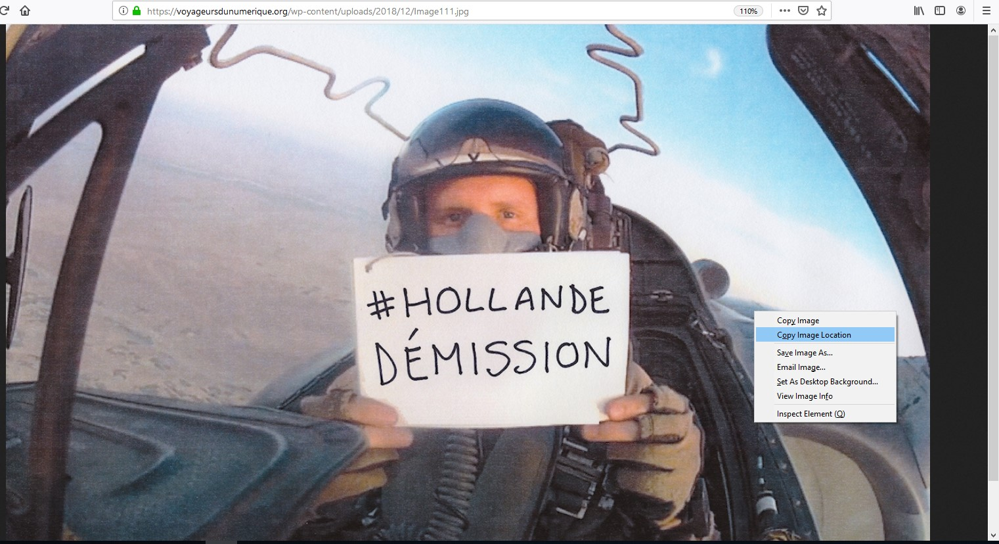 https://voyageursdunumerique.org/wp-content/uploads/2018/12/Image111.jpg
110%
#HOLLANDE
DÉMISSION
Copy Image
Copy Image Location
Save Image As...
Email Image...
Set As Desktop Background...
View Image Info
Inspect Element (Q)